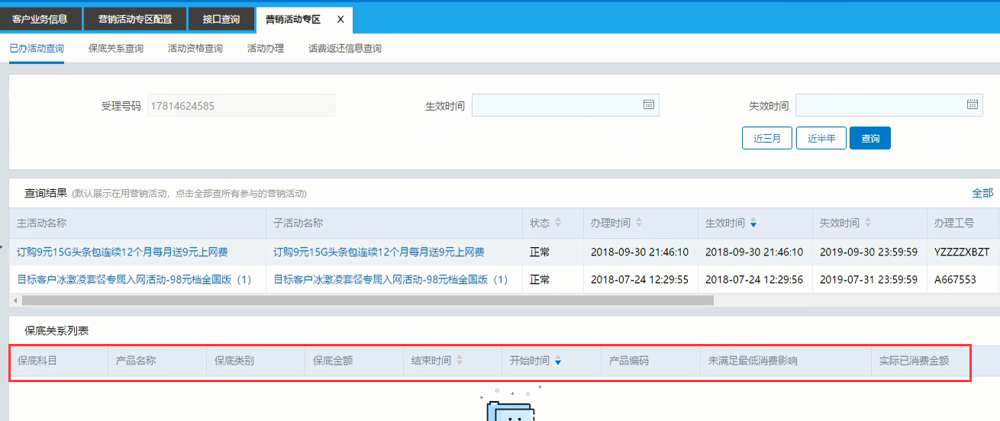 客户业务信息 营销活动专区配置 接口查询 营销活动专区 X
已办活动查询 保底关系查询 活动资格查询 活动办理 话费返还信息查询
受理号码 17814624585 生效时间 失效时间
近三月 近半年 查询
查询结果 (默认展示在用营销活动，点击全部查所有参与的营销活动) 全部
主活动名称 子活动名称 状态 办理时间 生效时间 失效时间 办理工号
订购9元15G头条包连续12个月每月送9元上网费 订购9元15G头条包连续12个月每月送9元上网费 正常 2018-09-30 21:46:10 2018-09-30 21:46:10 2019-09-30 23:59:59 YZZZZXBZT
目标客户冰激凌套餐专属入网活动-98元档全国版（1） 目标客户冰激凌套餐专属入网活动-98元档全国版（1） 正常 2018-07-24 12:29:55 2018-07-24 12:29:56 2019-07-31 23:59:59 A667553
保底关系列表
保底科目 产品名称 保底类别 保底金额 结束时间 开始时间 产品编码 未满足最低消费影响 实际已消费金额